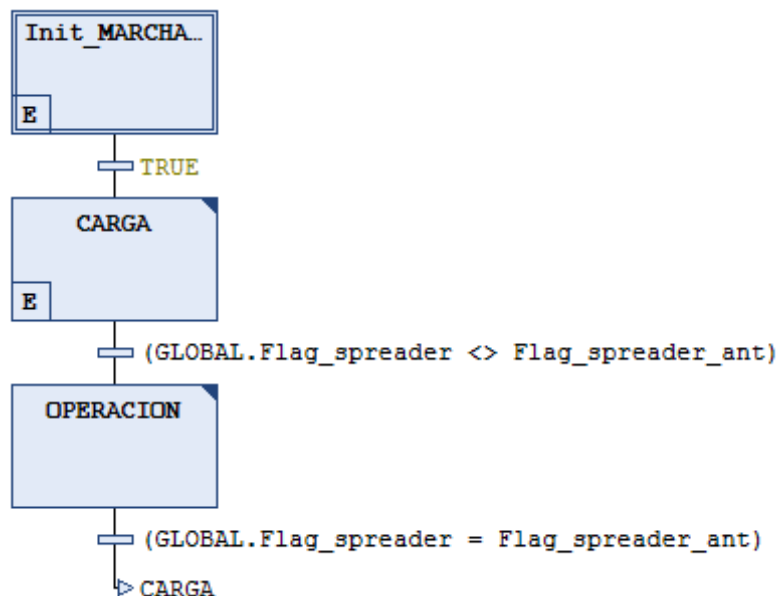 Init_MARCHA…
E
TRUE
CARGA
E
(GLOBAL.Flag_spreader <> Flag_spreader_ant)
OPERACION
(GLOBAL.Flag_spreader = Flag_spreader_ant)
CARGA